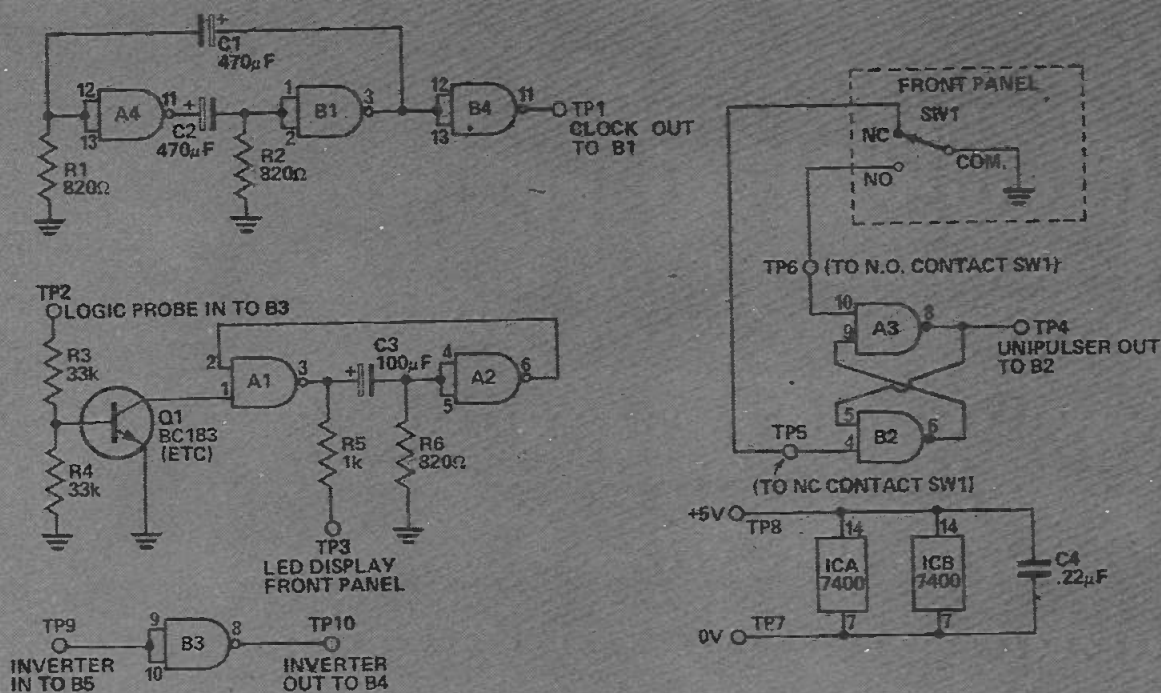 C1
470µF
12
A4
11
13
+
C2
470µF
1
B1
3
2
12
B4
11
13
TP1
CLOCK OUT
TO B1
R1
820Ω
R2
820Ω
FRONT PANEL
SW1
NC
COM.
NO
TP6 (TO N.O. CONTACT SW1)
10
A3
8
9
TP4
UNIPULSER OUT
TO B2
5
B2
6
4
TP5
(TO NC CONTACT SW1)
TP2
LOGIC PROBE IN TO B3
R3
33k
Q1
BC183
(ETC)
R4
33k
2
A1
3
1
+
C3
100µF
4
A2
6
5
R5
1k
R6
820Ω
TP3
LED DISPLAY
FRONT PANEL
+5V
TP8
14
ICA
7400
7
14
ICB
7400
7
C4
.22µF
0V
TP7
TP9
9
B3
8
10
TP10
INVERTER
IN TO B5
INVERTER
OUT TO B4